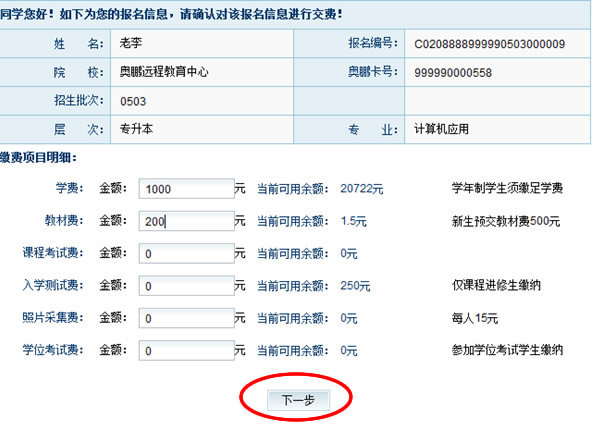 同学您好！如下为您的报名信息，请确认对该报名信息进行交费！
姓 名： 老李 报名编号： C0208888999990503000009
院 校： 奥鹏远程教育中心 奥鹏卡号： 999990000558
招生批次： 0503
层 次： 专升本 专 业： 计算机应用
缴费项目明细：
学费： 金额： 1000 元 当前可用余额： 20722元 学年制学生须缴足学费
教材费： 金额： 200 元 当前可用余额： 1.5元 新生预交教材费500元
课程考试费： 金额： 0 元 当前可用余额： 0元
入学测试费： 金额： 0 元 当前可用余额： 250元 仅课程进修生缴纳
照片采集费： 金额： 0 元 当前可用余额： 0元 每人15元
学位考试费： 金额： 0 元 当前可用余额： 0元 参加学位考试学生缴纳
下一步